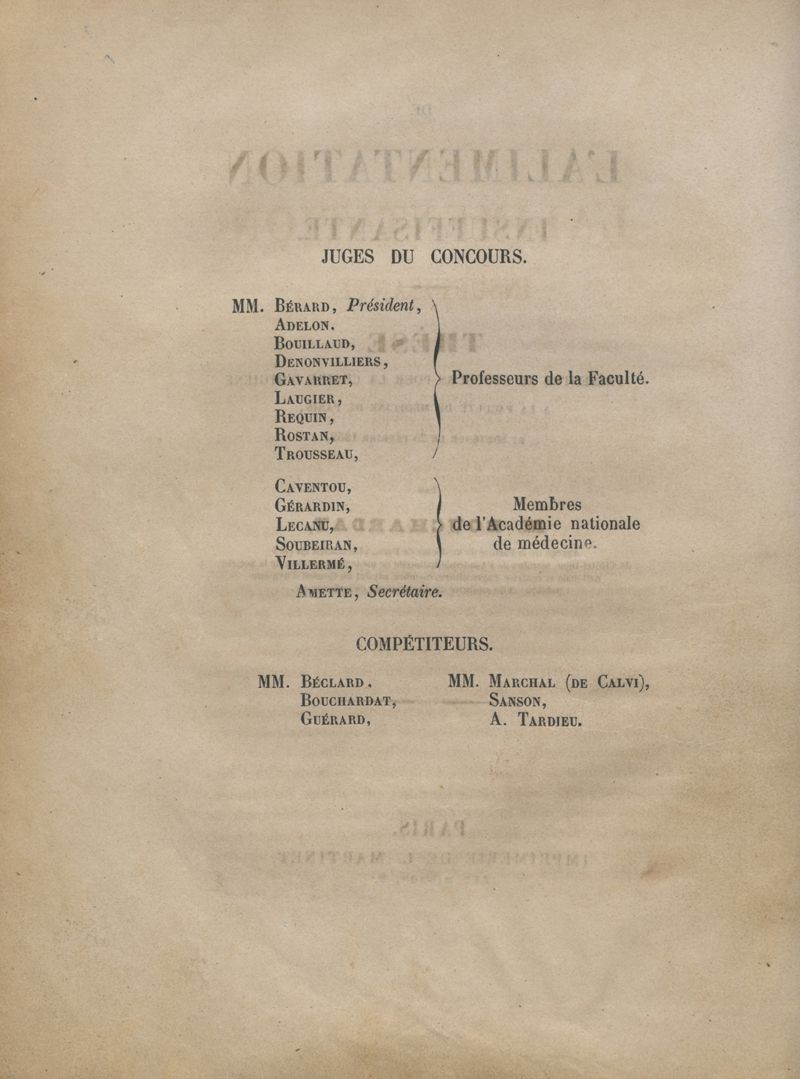 JUGES DU CONCOURS.
MM. BÉRARD, Président,
ADELON.
BOUILLAUD,
DENONVILLIERS,
GAVARRET,
LAUGIER,
REQUIN,
ROSTAN,
TROUSSEAU,
Professeurs de la Faculté.
CAVENTOU,
GÉRARDIN,
LECANU,
SOUBEIRAN,
VILLERMÉ,
Membres
de l'Académie nationale
de médecine.
AMETTE, Secrétaire.
COMPÉTITEURS.
MM. BÉCLARD.
BOUCHARDAT,
GUÉRARD,
MM. MARCHAL (DE CALVI),
SANSON,
A. TARDIEU.